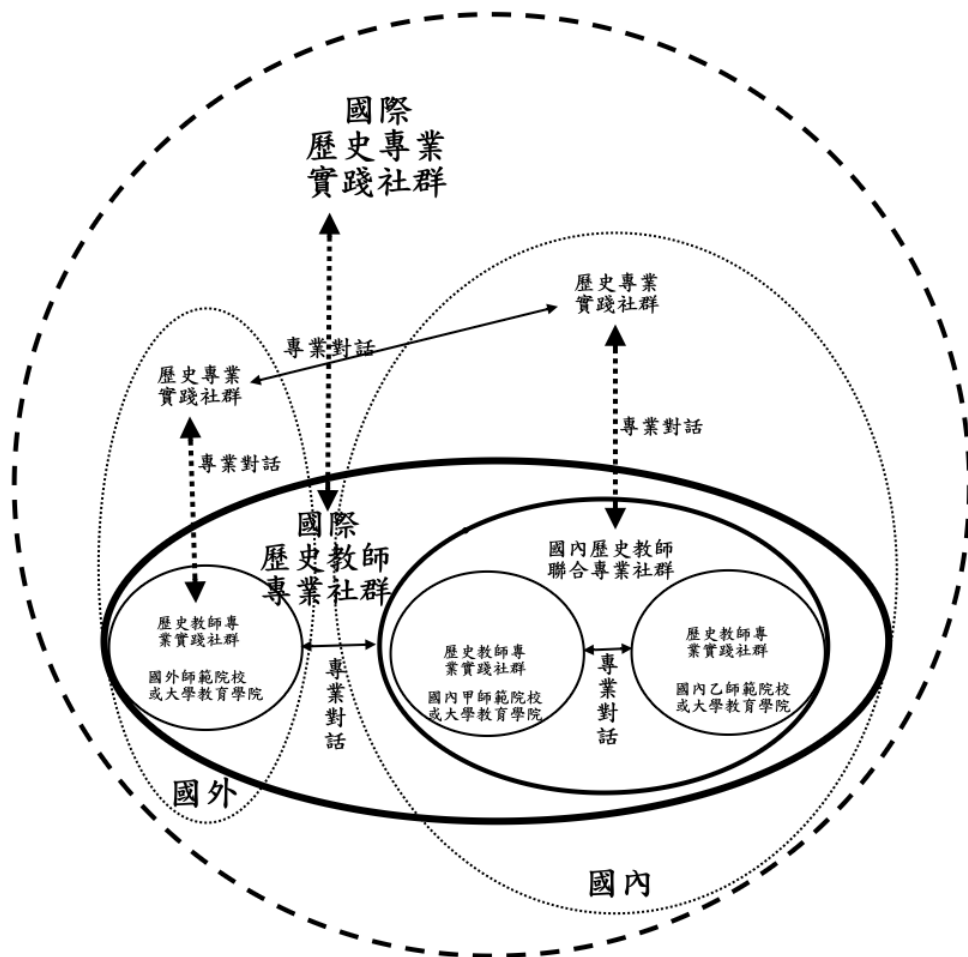 國際
歷史專業
實踐社群
歷史專業
實踐社群
專業對話
歷史專業
實踐社群
專業對話
專業對話
國際
歷史教師
專業社群
國內歷史教師
聯合專業社群
歷史教師專
業實踐社群
國外師範院校
或大學教育學院
專業對話
歷史教師專
業實踐社群
國內甲師範院校
或大學教育學院
專業對話
歷史教師專
業實踐社群
國內乙師範院校
或大學教育學院
國外
國內